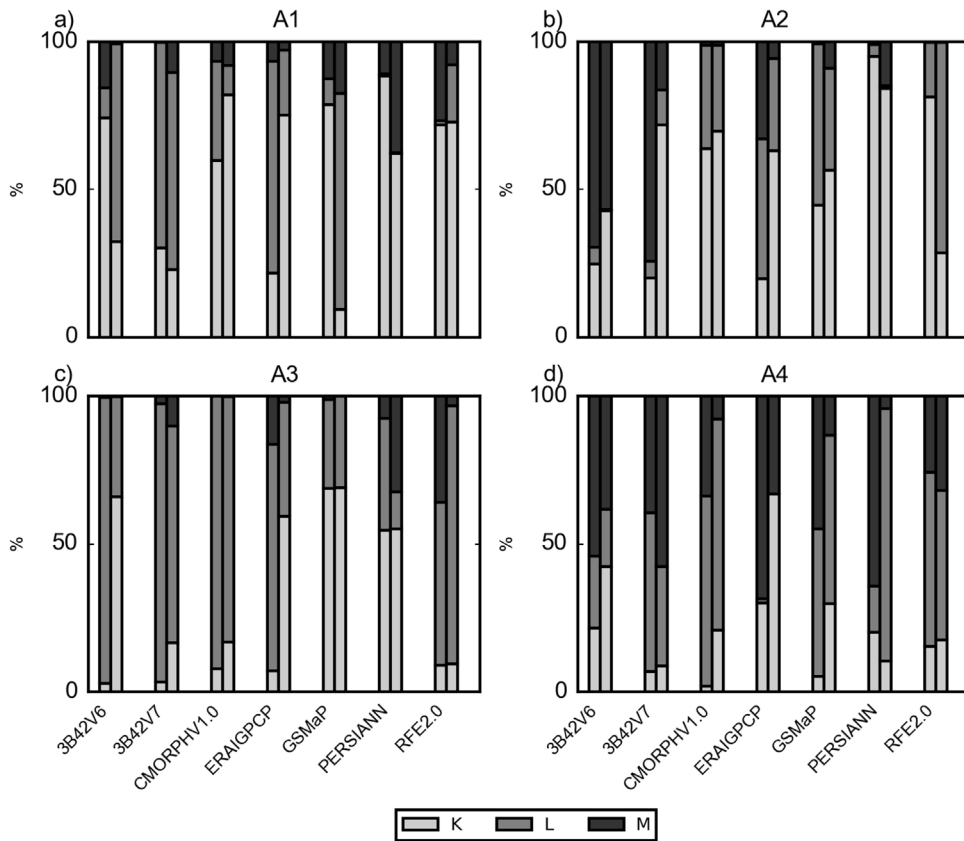 a) A1
b) A2
100
50
0
%
100
50
0
%
c) A3
d) A4
100
50
0
%
100
50
0
%
3B42V6
3B42V7
CMORPHV1.0
ERAIGPCP
GSMaP
PERSIANN
RFE2.0
3B42V6
3B42V7
CMORPHV1.0
ERAIGPCP
GSMaP
PERSIANN
RFE2.0
K L M